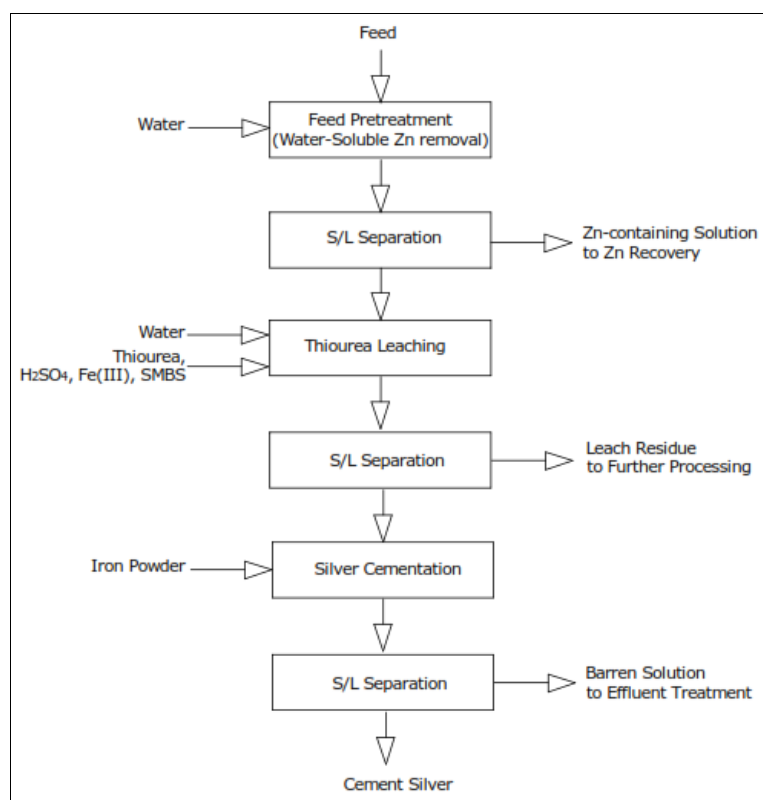 Feed
Water
Feed Pretreatment
(Water-Soluble Zn removal)
S/L Separation
Zn-containing Solution
to Zn Recovery
Water
Thiourea,
H2SO4, Fe(III), SMBS
Thiourea Leaching
S/L Separation
Leach Residue
to Further Processing
Iron Powder
Silver Cementation
S/L Separation
Barren Solution
to Effluent Treatment
Cement Silver